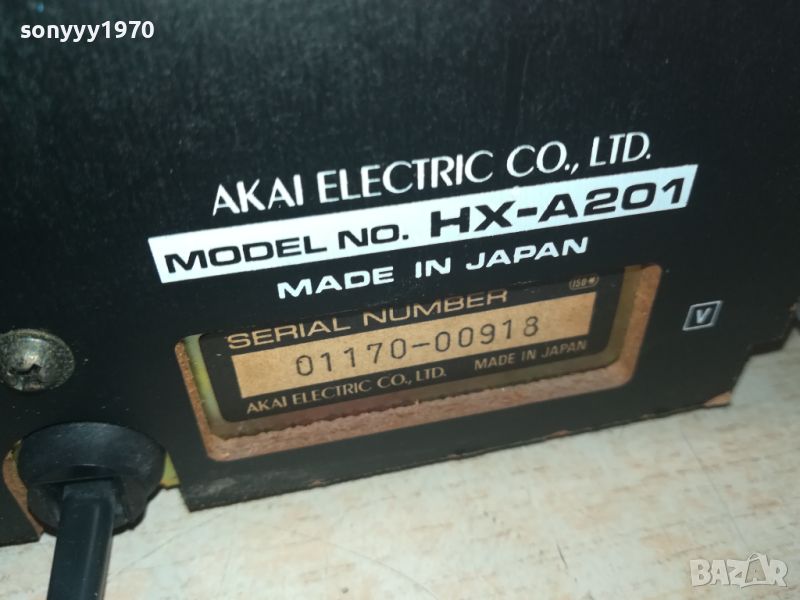 sonyyy1970
AKAI ELECTRIC CO., LTD.
MODEL NO. HX-A201
MADE IN JAPAN
SERIAL NUMBER
01170-00918
AKAI ELECTRIC CO., LTD. MADE IN JAPAN
V
BAZAR